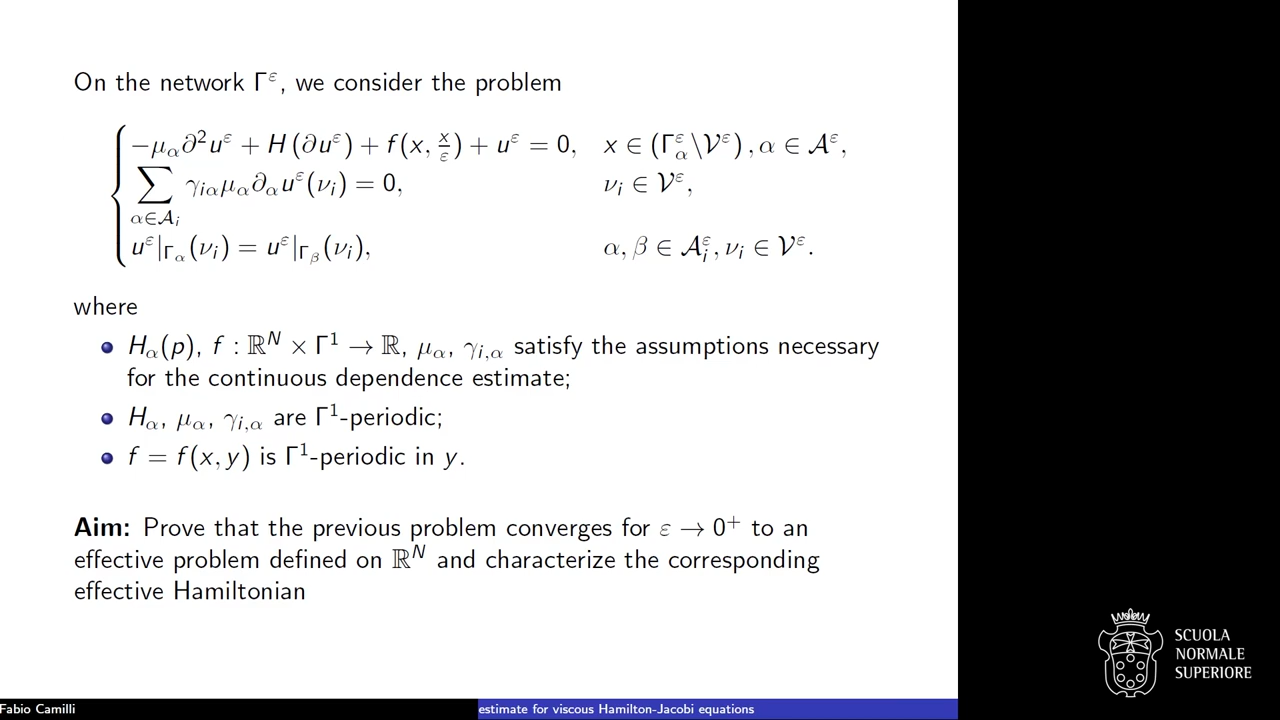 On the network Γ^ε, we consider the problem
−μ_α ∂²u^ε + H (∂u^ε) + f(x, x/ε) + u^ε = 0, x ∈ (Γ^ε_α\𝒱^ε), α ∈ 𝒜^ε,
∑_{α∈𝒜_i} γ_{iα} μ_α ∂_α u^ε(ν_i) = 0, ν_i ∈ 𝒱^ε,
u^ε|_{Γ_α}(ν_i) = u^ε|_{Γ_β}(ν_i), α, β ∈ 𝒜^ε_i, ν_i ∈ 𝒱^ε.
where
H_α(p), f : ℝ^N × Γ^1 → ℝ, μ_α, γ_{i,α} satisfy the assumptions necessary
for the continuous dependence estimate;
H_α, μ_α, γ_{i,α} are Γ^1-periodic;
f = f(x, y) is Γ^1-periodic in y.
Aim: Prove that the previous problem converges for ε → 0^+ to an
effective problem defined on ℝ^N and characterize the corresponding
effective Hamiltonian
SCUOLA
NORMALE
SUPERIORE
Fabio Camilli
estimate for viscous Hamilton-Jacobi equations